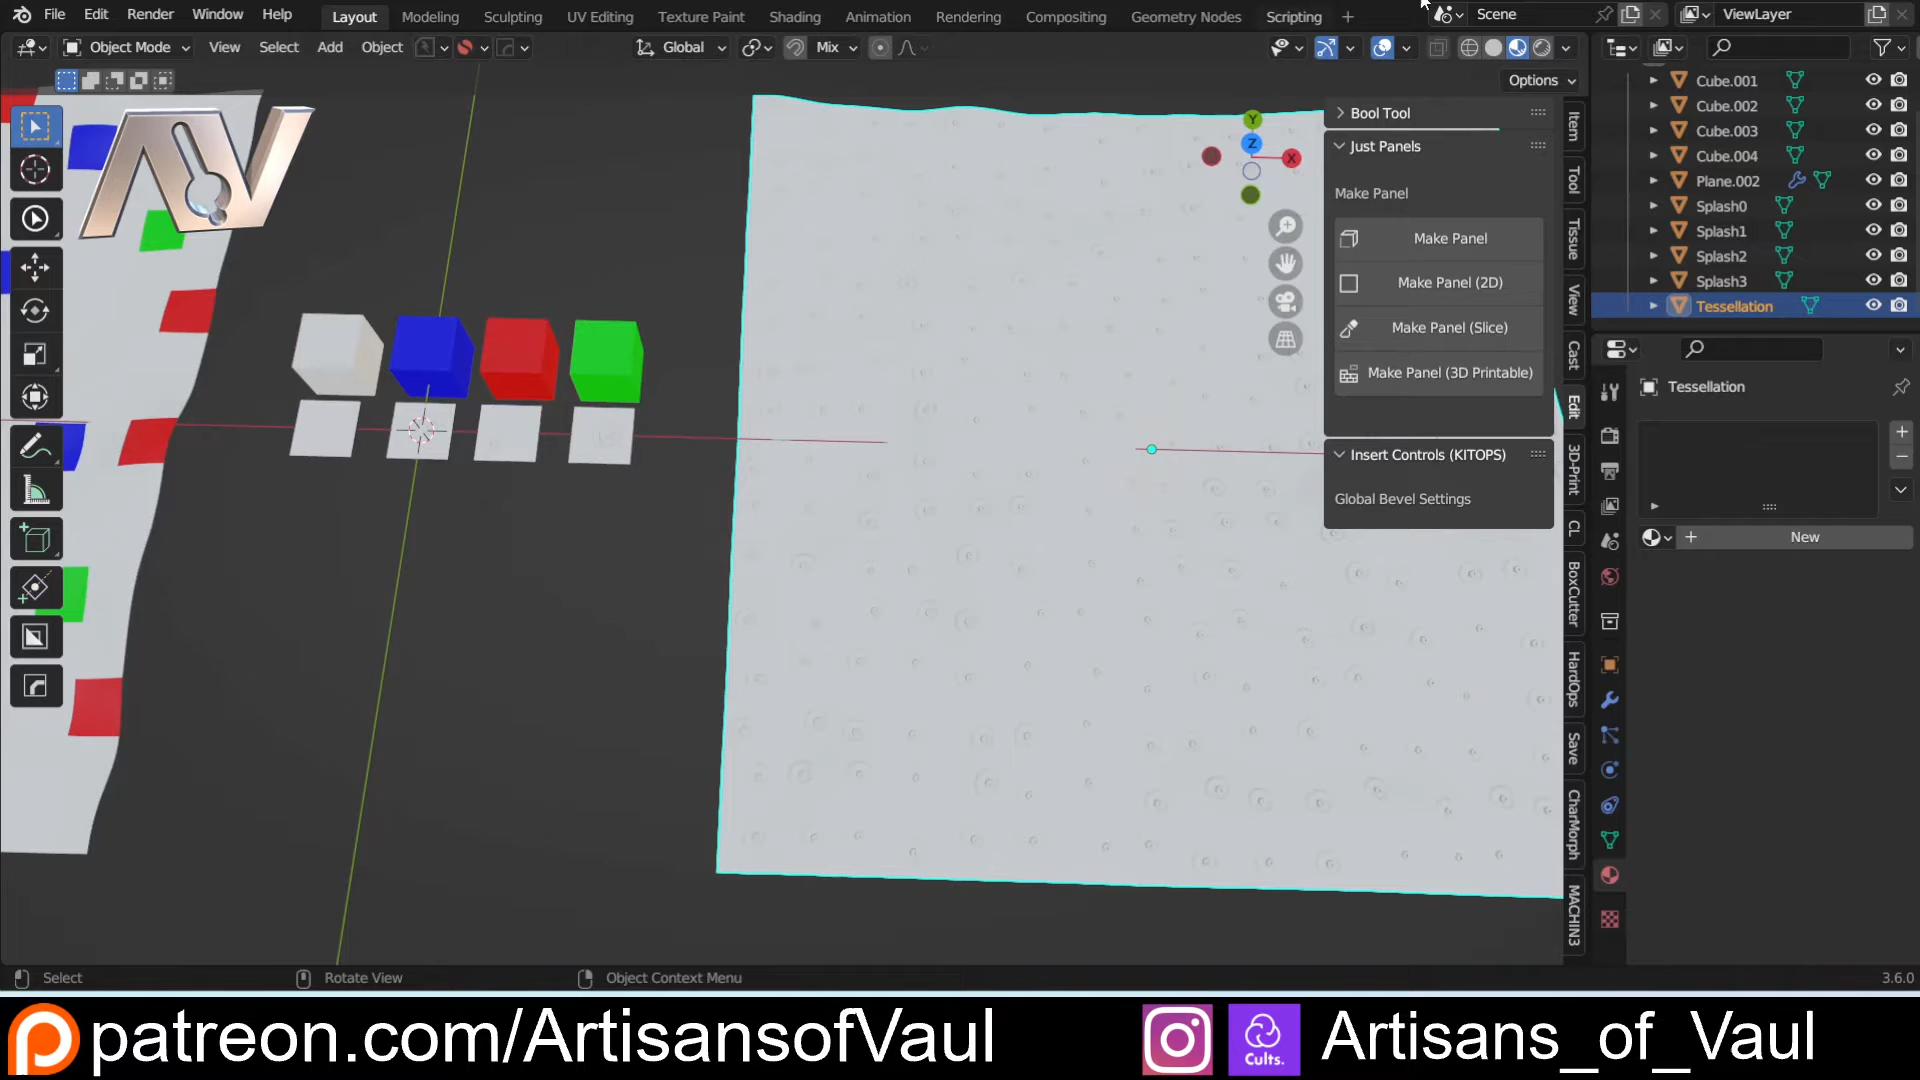 File Edit Render Window Help Layout Modeling Sculpting UV Editing Texture Paint Shading Animation Rendering Compositing Geometry Nodes Scripting + Scene ViewLayer
Object Mode View Select Add Object Global Mix
Options
AV
Bool Tool
Just Panels
Make Panel
Make Panel
Make Panel (2D)
Make Panel (Slice)
Make Panel (3D Printable)
Insert Controls (KITOPS)
Global Bevel Settings
Y
Z
X
Item
Tool
Tissue
View
Cast
Edit
3D-Print
CL
BoxCutter
HardOps
Save
CharMorph
MACHIN3
Cube.001
Cube.002
Cube.003
Cube.004
Plane.002
Splash0
Splash1
Splash2
Splash3
Tessellation
Tessellation
New
Select Rotate View Object Context Menu 3.6.0
patreon.com/ArtisansofVaul Cults. Artisans_of_Vaul